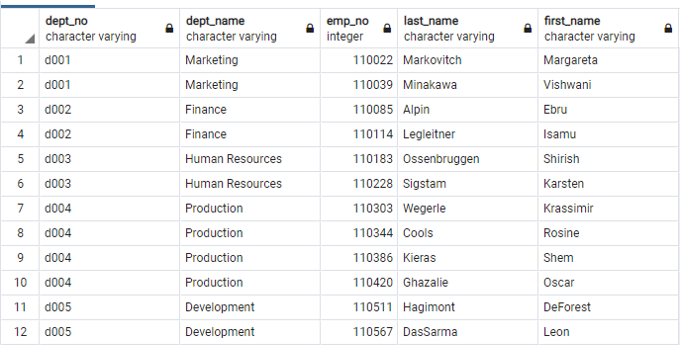 dept_no dept_name emp_no last_name first_name
character varying character varying integer character varying character varying
1 d001 Marketing 110022 Markovitch Margareta
2 d001 Marketing 110039 Minakawa Vishwani
3 d002 Finance 110085 Alpin Ebru
4 d002 Finance 110114 Legleitner Isamu
5 d003 Human Resources 110183 Ossenbruggen Shirish
6 d003 Human Resources 110228 Sigstam Karsten
7 d004 Production 110303 Wegerle Krassimir
8 d004 Production 110344 Cools Rosine
9 d004 Production 110386 Kieras Shem
10 d004 Production 110420 Ghazalie Oscar
11 d005 Development 110511 Hagimont DeForest
12 d005 Development 110567 DasSarma Leon